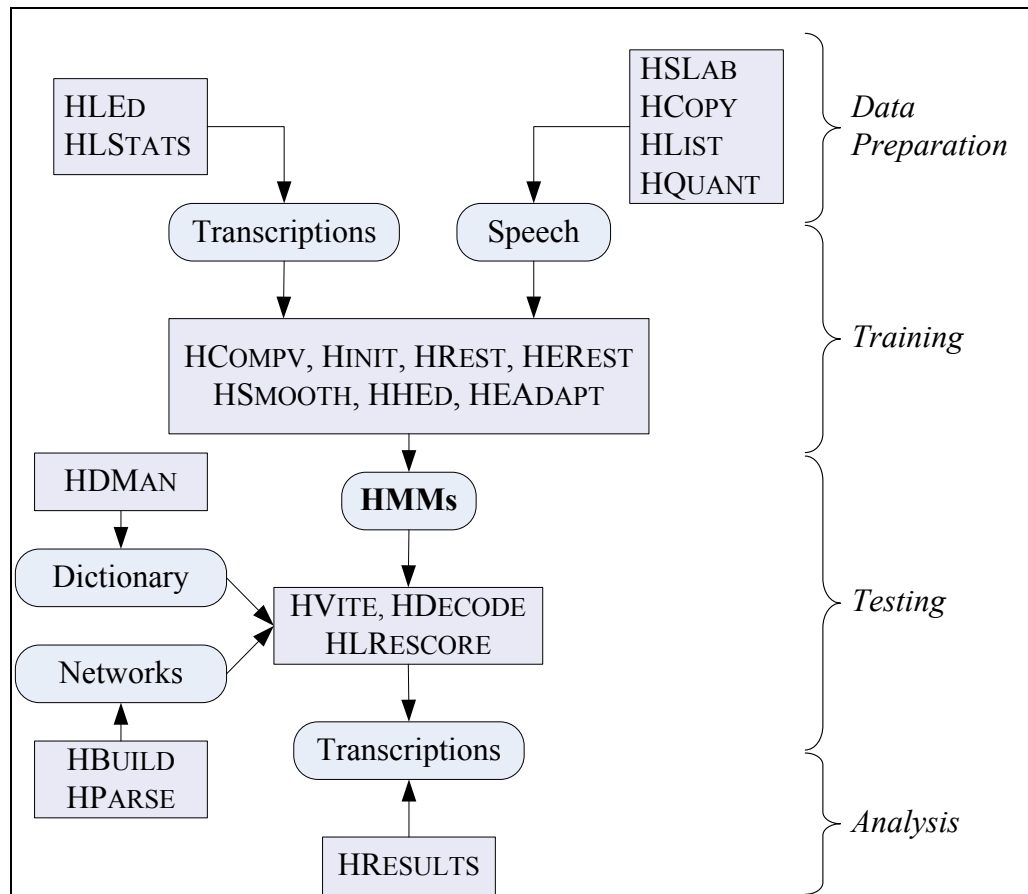 HLED
HLSTATS
HSLAB
HCOPY
HLIST
HQUANT
Data
Preparation
Transcriptions
Speech
Training
HCOMPV, HINIT, HREST, HEREST
HSMOOTH, HHED, HEADAPT
HDMAN
HMMs
Dictionary
HVITE, HDECODE
HLRESCORE
Testing
Networks
Transcriptions
HBUILD
HPARSE
Analysis
HRESULTS